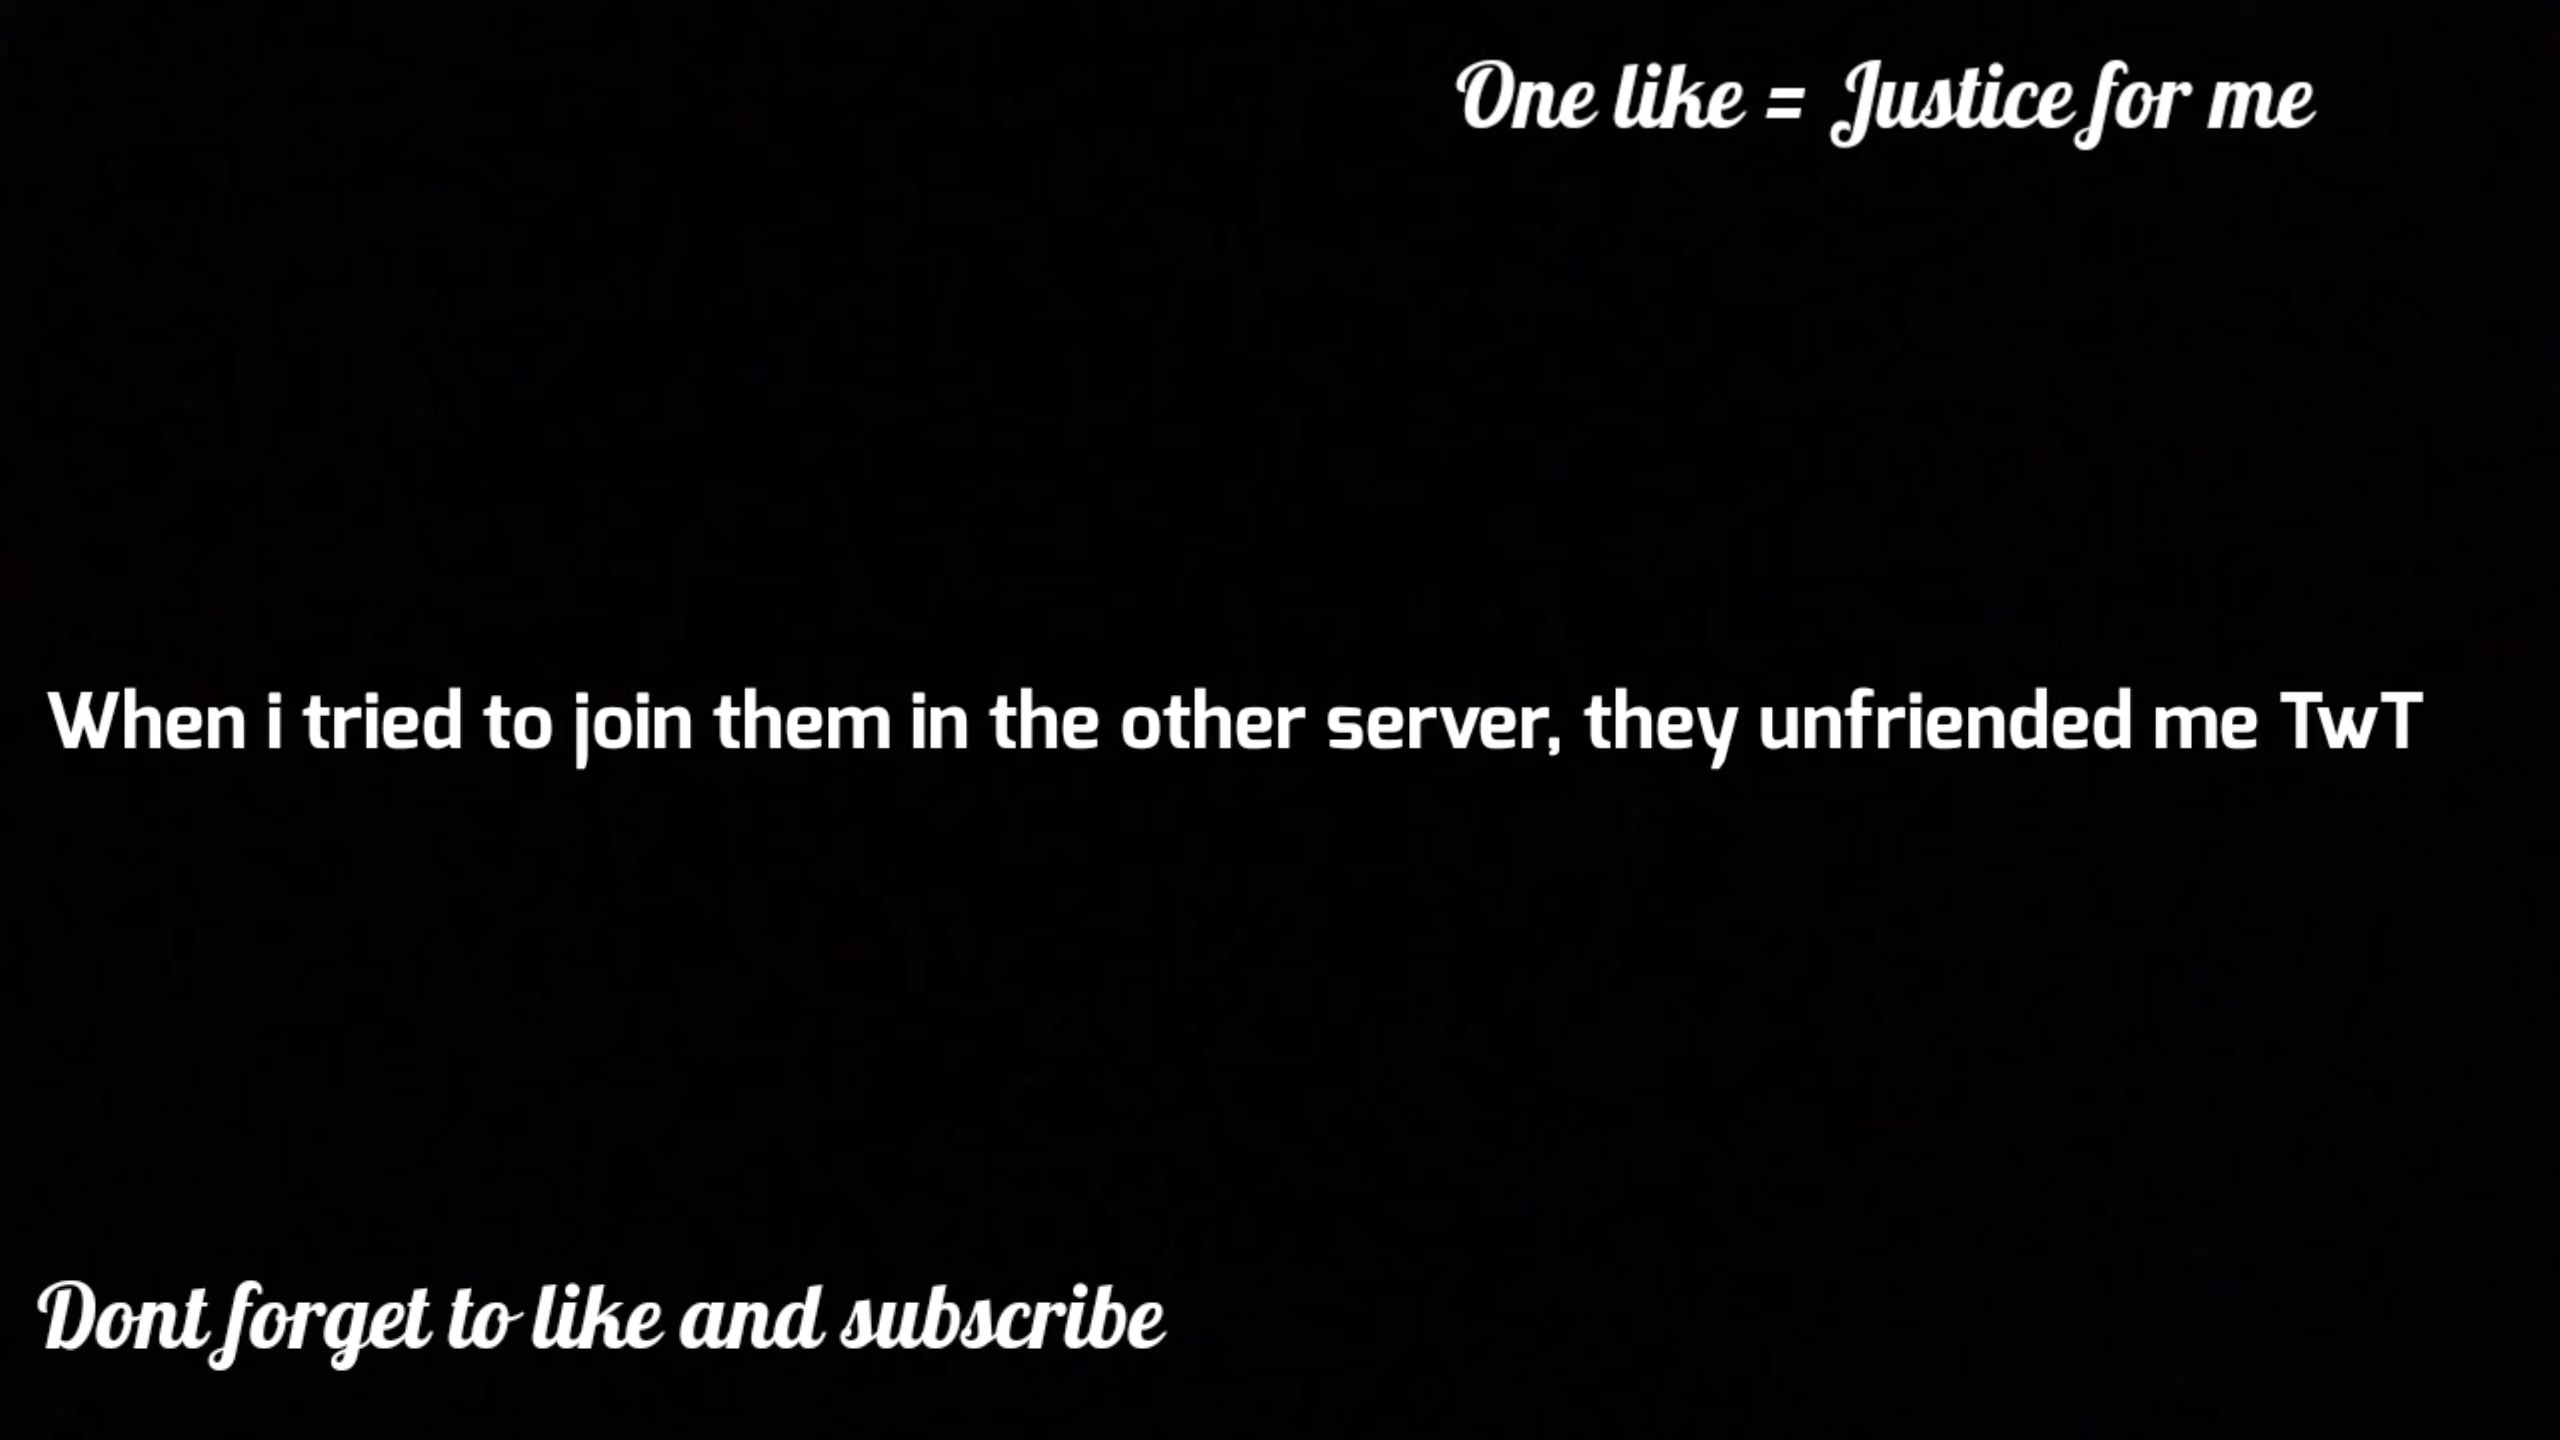 One like = Justice for me
When i tried to join them in the other server, they unfriended me TwT
Dont forget to like and subscribe